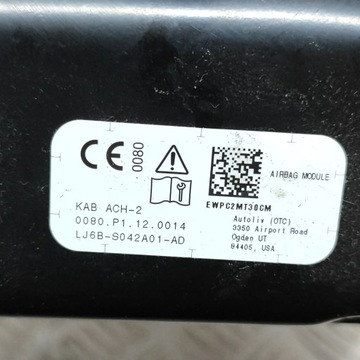 CE 0080
AIRBAG MODULE
EWPC2MT38CM
KAB ACH-2
0080.P1.12.0014
LJ6B-S042A01-AD
Autoliv (OTC)
3350 Airport Road
Ogden UT
84405, USA